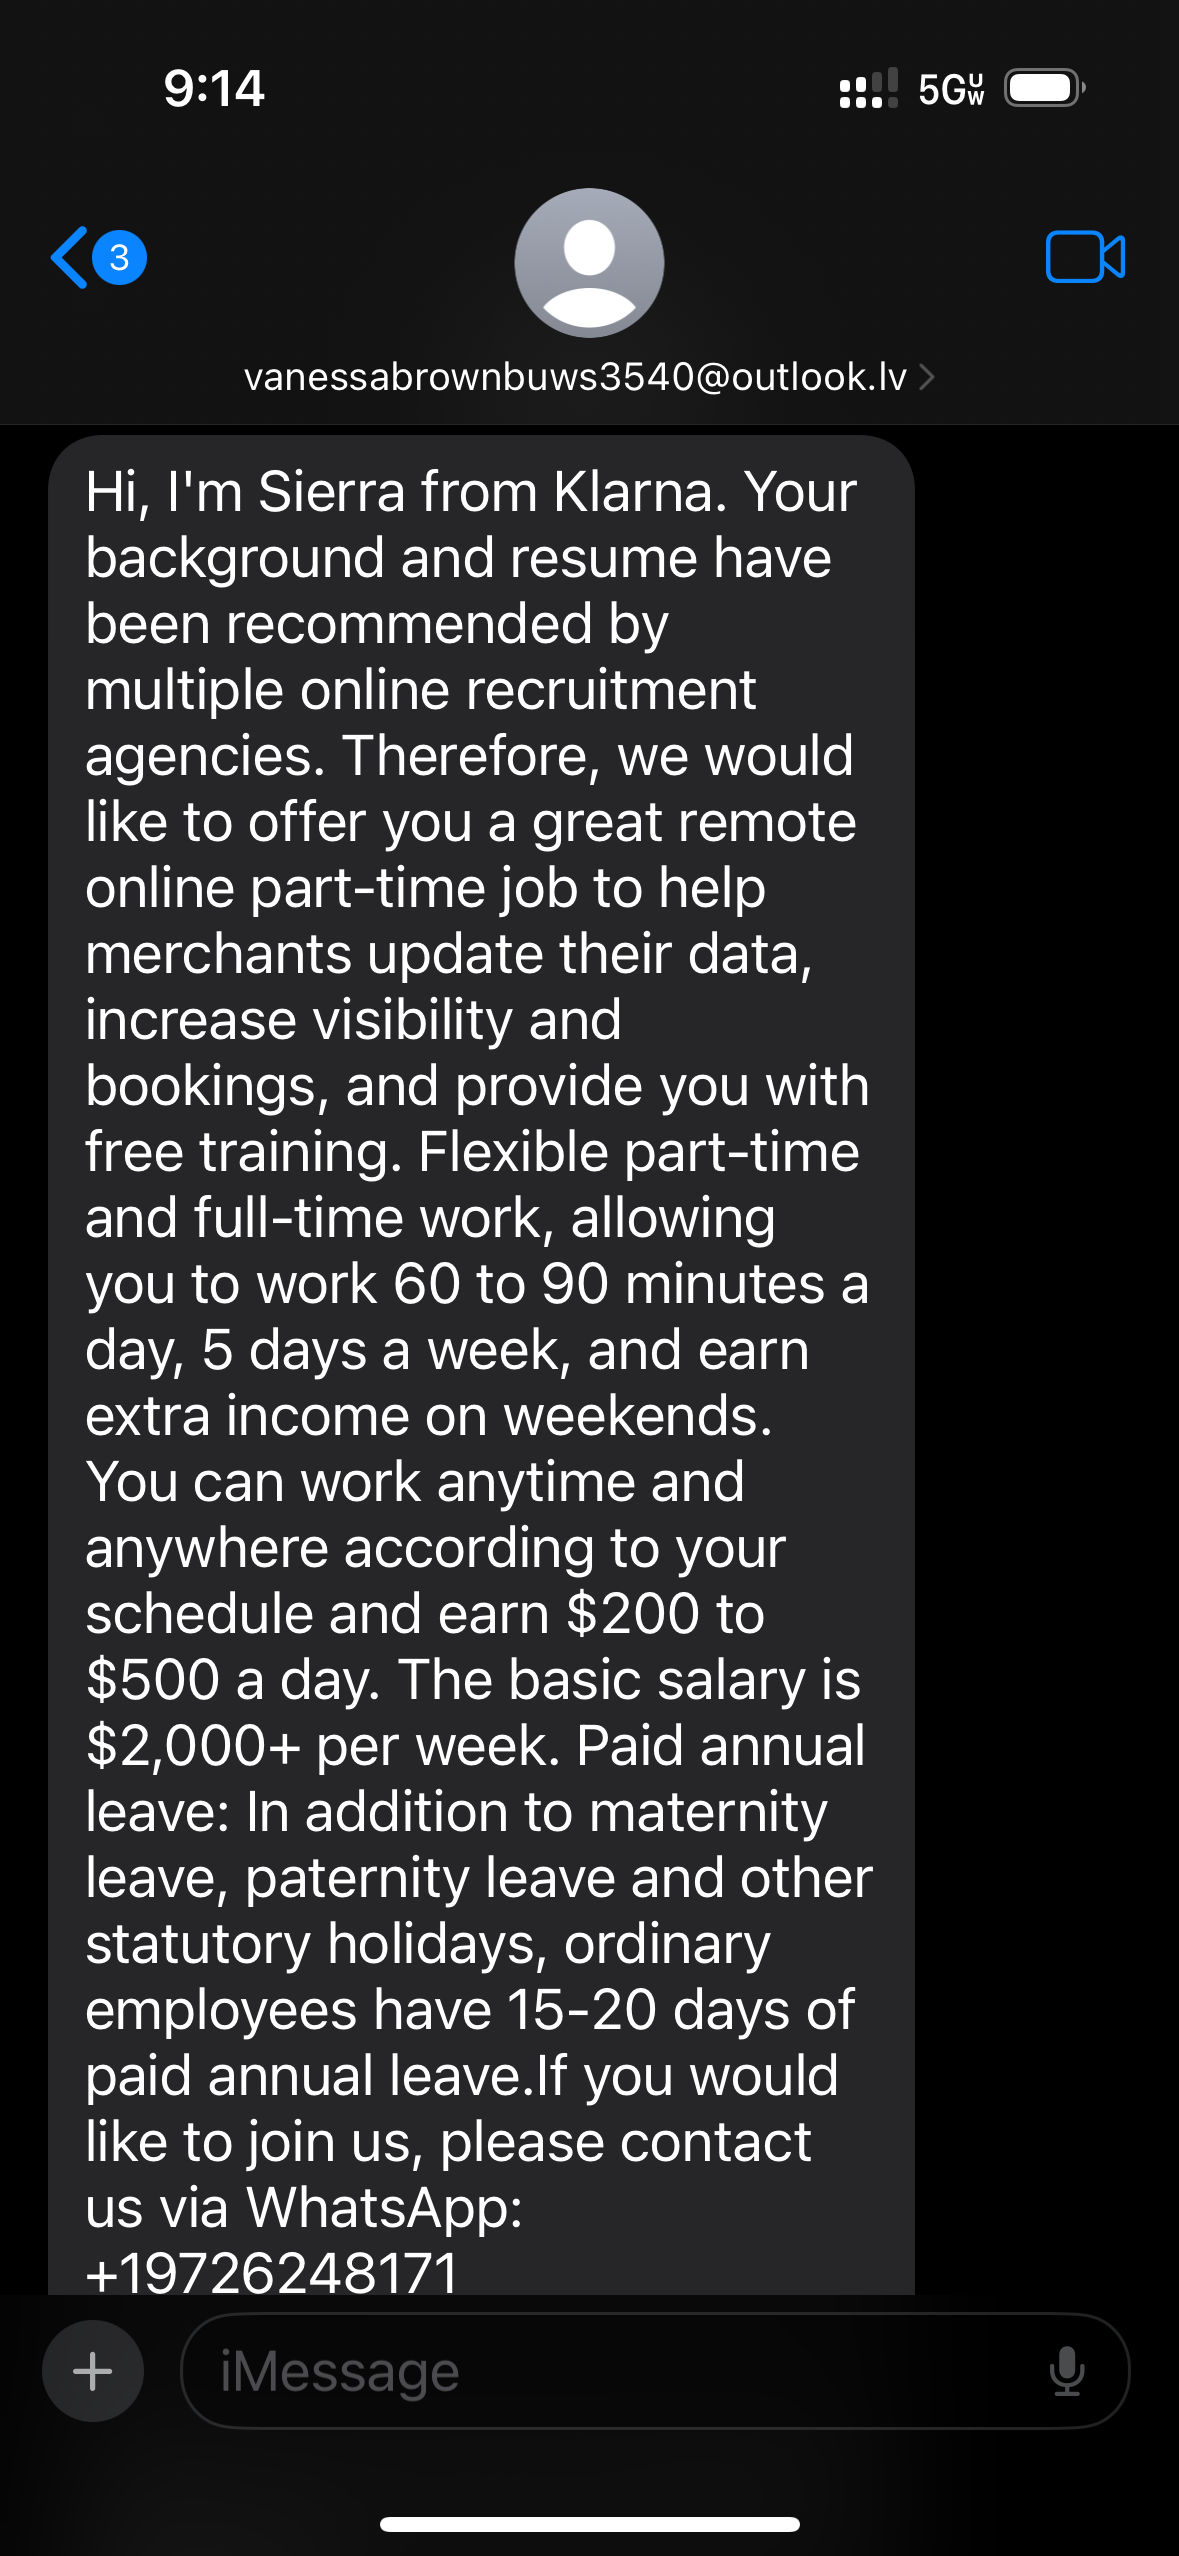 9:14
5G UW
3
vanessabrownbuws3540@outlook.lv
Hi, I'm Sierra from Klarna. Your
background and resume have
been recommended by
multiple online recruitment
agencies. Therefore, we would
like to offer you a great remote
online part-time job to help
merchants update their data,
increase visibility and
bookings, and provide you with
free training. Flexible part-time
and full-time work, allowing
you to work 60 to 90 minutes a
day, 5 days a week, and earn
extra income on weekends.
You can work anytime and
anywhere according to your
schedule and earn $200 to
$500 a day. The basic salary is
$2,000+ per week. Paid annual
leave: In addition to maternity
leave, paternity leave and other
statutory holidays, ordinary
employees have 15-20 days of
paid annual leave.If you would
like to join us, please contact
us via WhatsApp:
+19726248171
iMessage